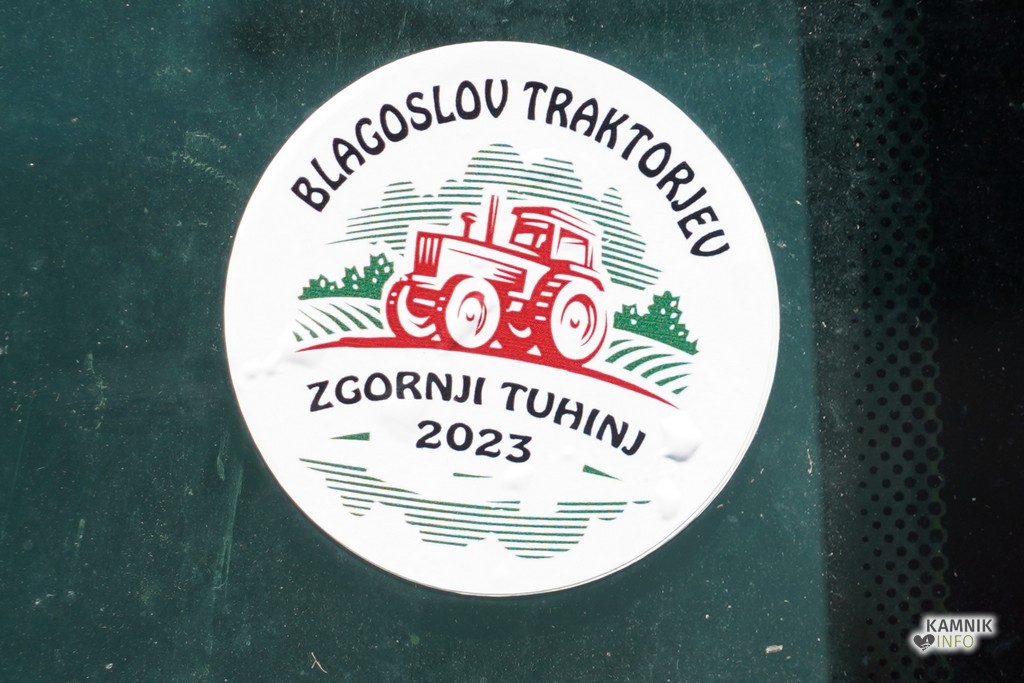 BLAGOSLOV TRAKTORJEV
ZGORNJI TUHINJ
2023
KAMNIK
INFO